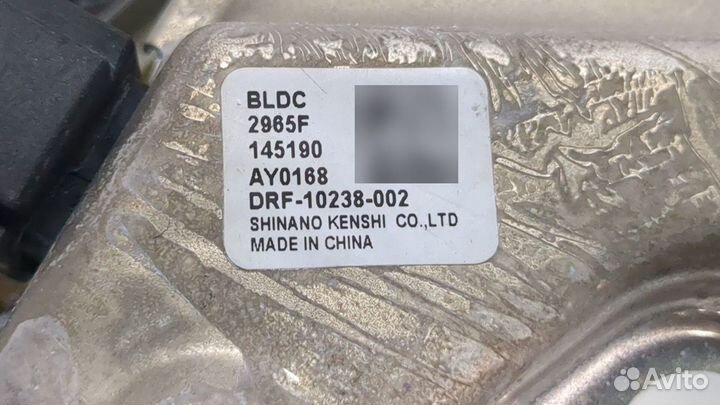 BLDC
2965F
145190
AY0168
DRF-10238-002
SHINANO KENSHI CO.,LTD
MADE IN CHINA
Avito